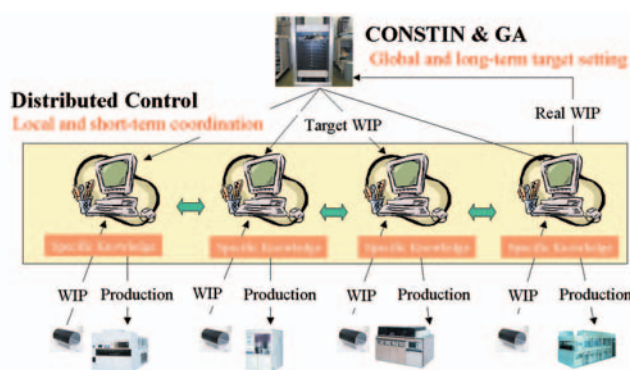 CONSTIN & GA
Global and long-term target setting
Distributed Control
Local and short-term coordination
Target WIP
Real WIP
Specific Knowledge
Specific Knowledge
Specific Knowledge
Specific Knowledge
WIP
Production
WIP
Production
WIP
Production
WIP
Production